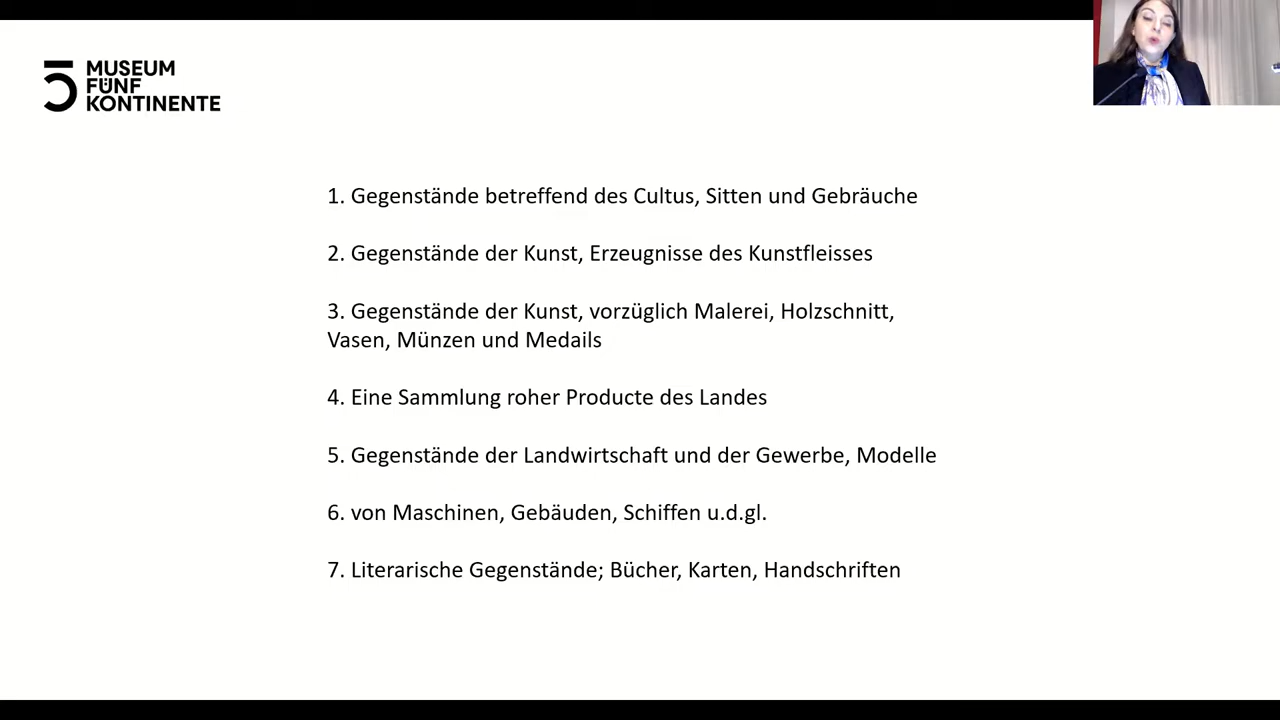 MUSEUM
FÜNF
KONTINENTE
1. Gegenstände betreffend des Cultus, Sitten und Gebräuche
2. Gegenstände der Kunst, Erzeugnisse des Kunstfleisses
3. Gegenstände der Kunst, vorzüglich Malerei, Holzschnitt,
Vasen, Münzen und Medails
4. Eine Sammlung roher Producte des Landes
5. Gegenstände der Landwirtschaft und der Gewerbe, Modelle
6. von Maschinen, Gebäuden, Schiffen u.d.gl.
7. Literarische Gegenstände; Bücher, Karten, Handschriften